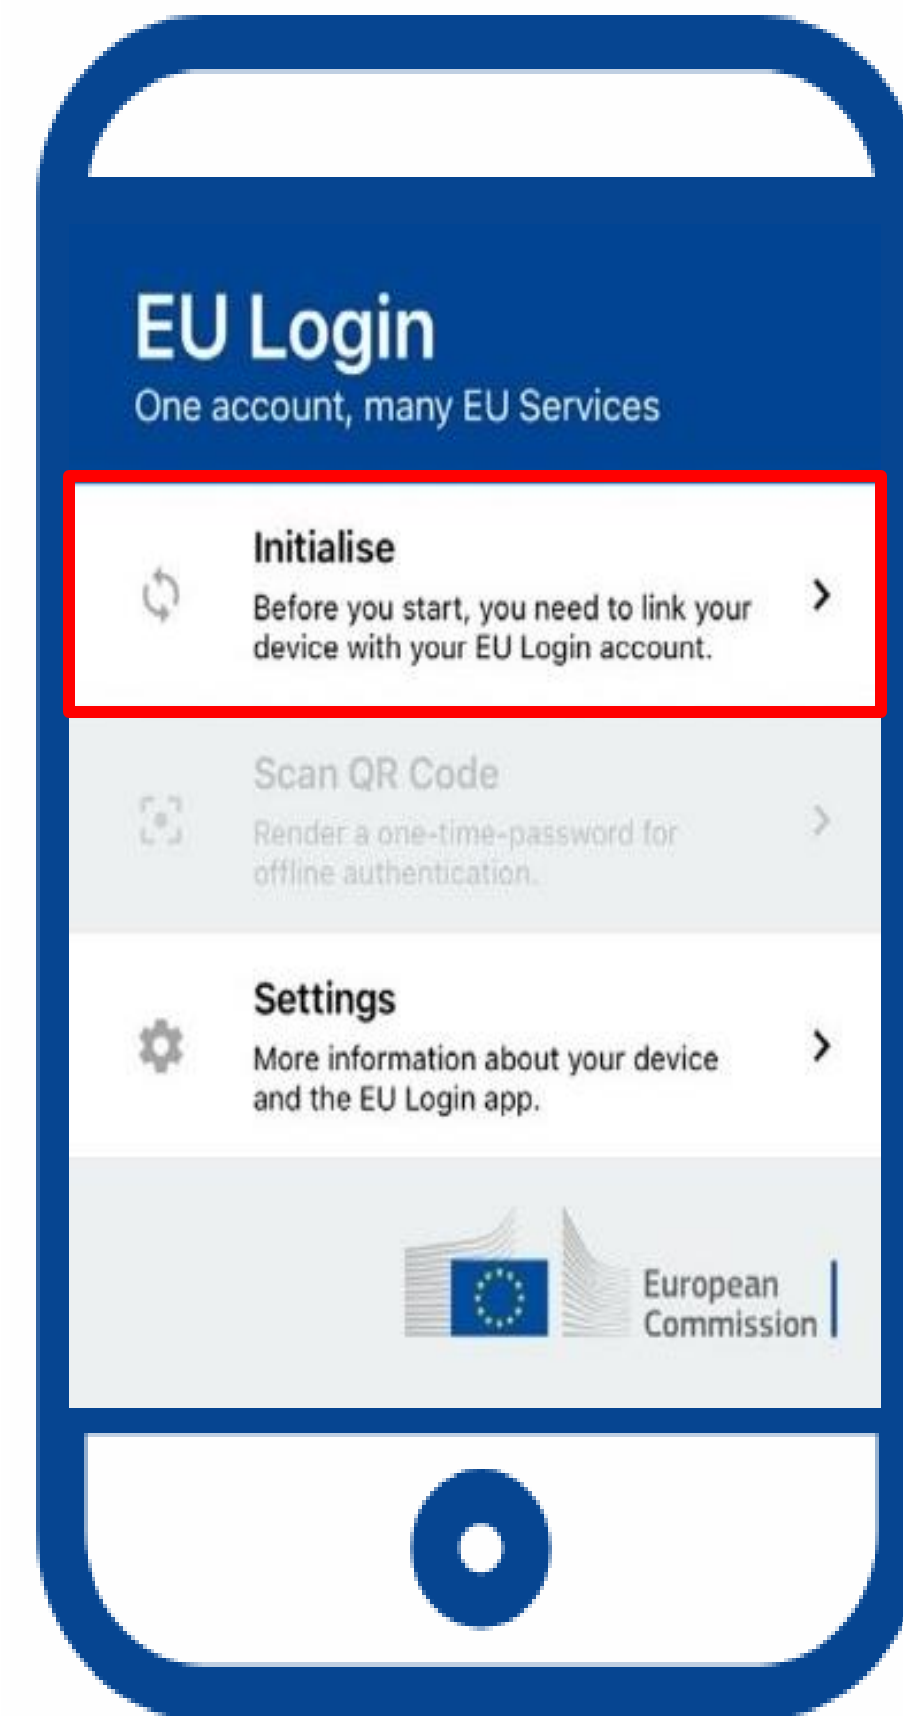 EU Login
One account, many EU Services
Initialise
Before you start, you need to link your
device with your EU Login account.
Scan QR Code
Render a one-time-password for
offline authentication.
Settings
More information about your device
and the EU Login app.
European
Commission